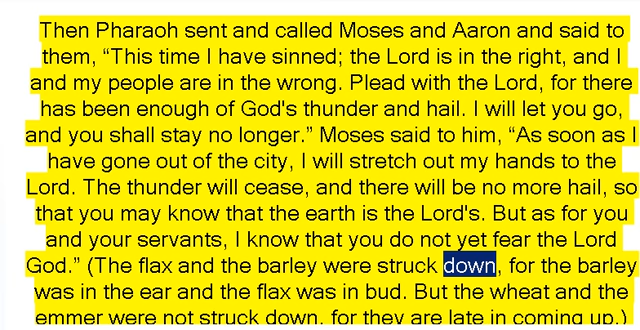 Then Pharaoh sent and called Moses and Aaron and said to
them, “This time I have sinned; the Lord is in the right, and I
and my people are in the wrong. Plead with the Lord, for there
has been enough of God's thunder and hail. I will let you go,
and you shall stay no longer.” Moses said to him, “As soon as I
have gone out of the city, I will stretch out my hands to the
Lord. The thunder will cease, and there will be no more hail, so
that you may know that the earth is the Lord's. But as for you
and your servants, I know that you do not yet fear the Lord
God.” (The flax and the barley were struck down, for the barley
was in the ear and the flax was in bud. But the wheat and the
emmer were not struck down, for they are late in coming up.)